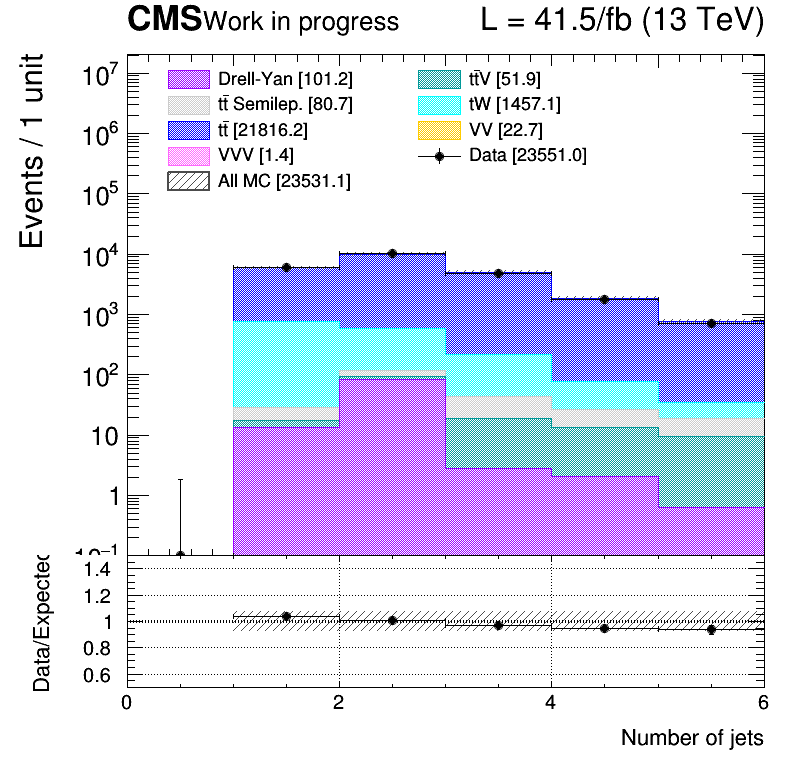 CMS Work in progress L = 41.5/fb (13 TeV)
Events / 1 unit
Drell-Yan [101.2] tt̄V [51.9]
tt̄ Semilep. [80.7] tW [1457.1]
tt̄ [21816.2] VV [22.7]
VVV [1.4] Data [23551.0]
All MC [23531.1]
10⁷
10⁶
10⁵
10⁴
10³
10²
10
1
10⁻¹
Data/Expected
1.4
1.2
1
0.8
0.6
0 2 4 6
Number of jets